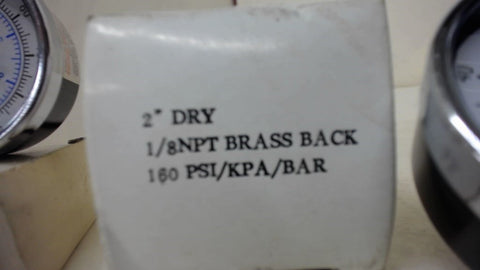 2" DRY
1/8NPT BRASS BACK
160 PSI/KPA/BAR